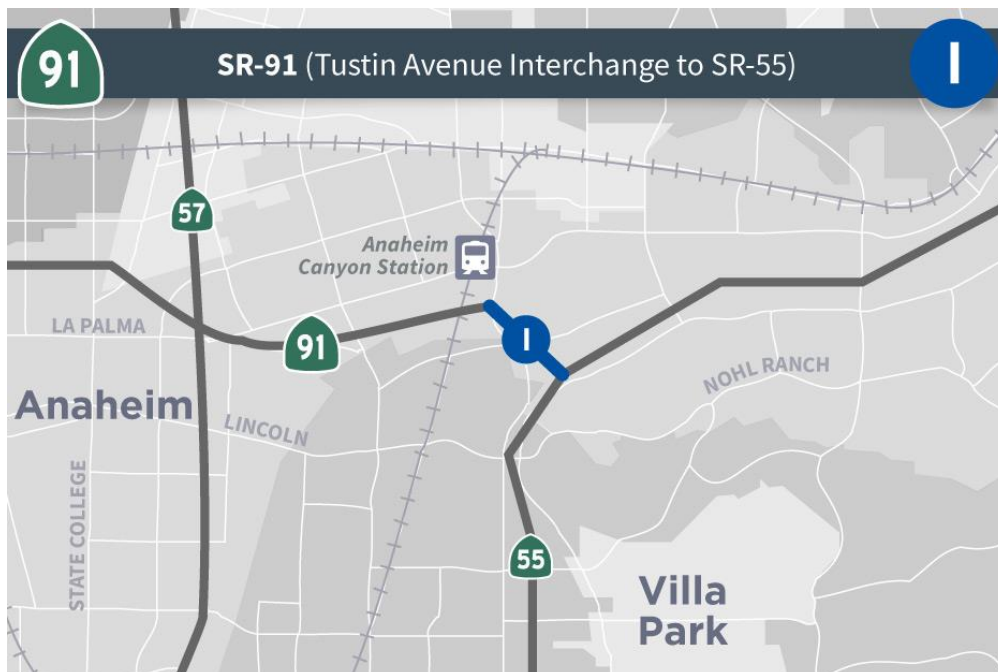 91
SR-91 (Tustin Avenue Interchange to SR-55)
I
57
Anaheim
Canyon Station
LA PALMA
91
I
NOHL RANCH
Anaheim
LINCOLN
STATE COLLEGE
55
Villa
Park